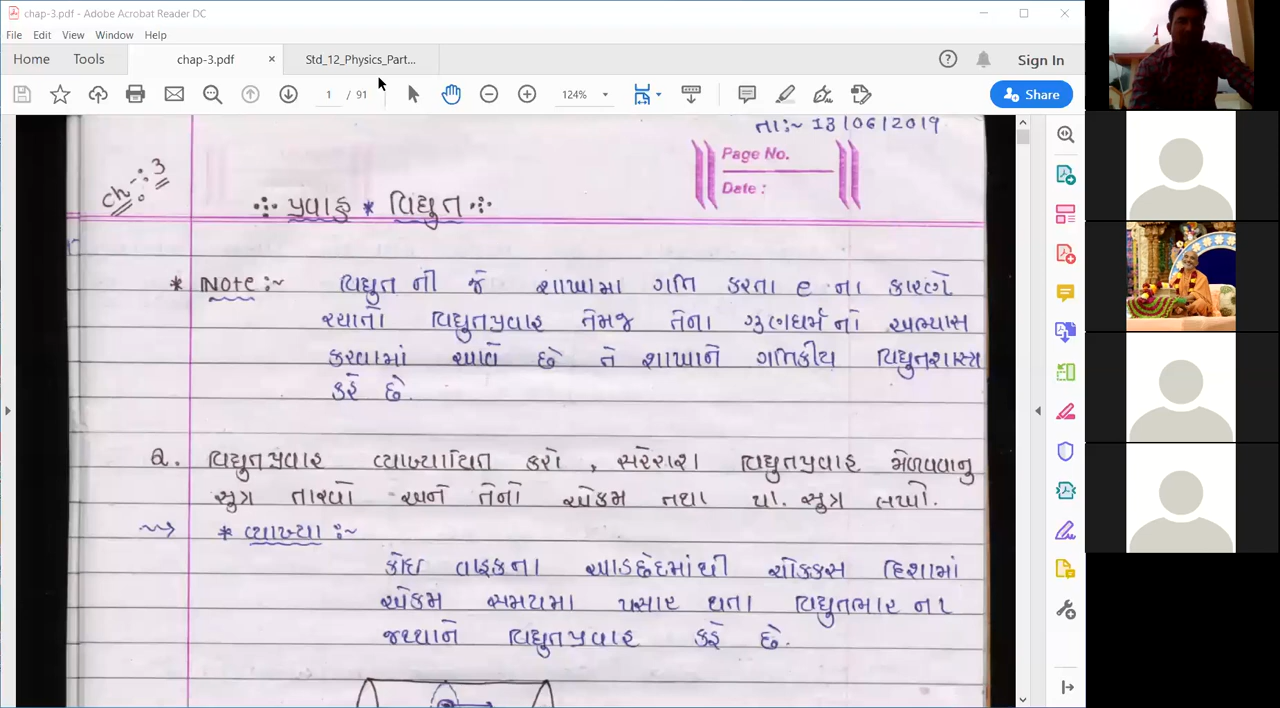 chap-3.pdf - Adobe Acrobat Reader DC
File Edit View Window Help
Home Tools chap-3.pdf × Std_12_Physics_Part...
Sign In
1 / 91
124%
Share
તા:~ 13/06/2019
Page No.
Date :
ch-:3
પ્રવાહ * વિદ્યુત
* Note :~ વિદ્યુત ની જે શાખામા ગતિ કરતા e ના કારણે
રચાતો વિદ્યુતપ્રવાહ તેમજ તેના ગુણધર્મ નો અભ્યાસ
કરવામાં આવે છે તે શાખાને ગતિકીય વિદ્યુતશાસ્ત્ર
કહે છે.
Q. વિદ્યુતપ્રવાહ વ્યાખ્યાયિત કરો , સરેરાશ વિદ્યુતપ્રવાહ મેળવવાનુ
સુત્ર તારવો અને તેનો એકમ તથા પા. સુત્ર લખો.
* વ્યાખ્યા :~
કોઇ વાહકના આડછેદમાંથી ચોકકસ દિશામાં
એકમ સમયમા પસાર થતા વિદ્યુતભાર ના
જથ્થાને વિદ્યુતપ્રવાહ કહે છે.